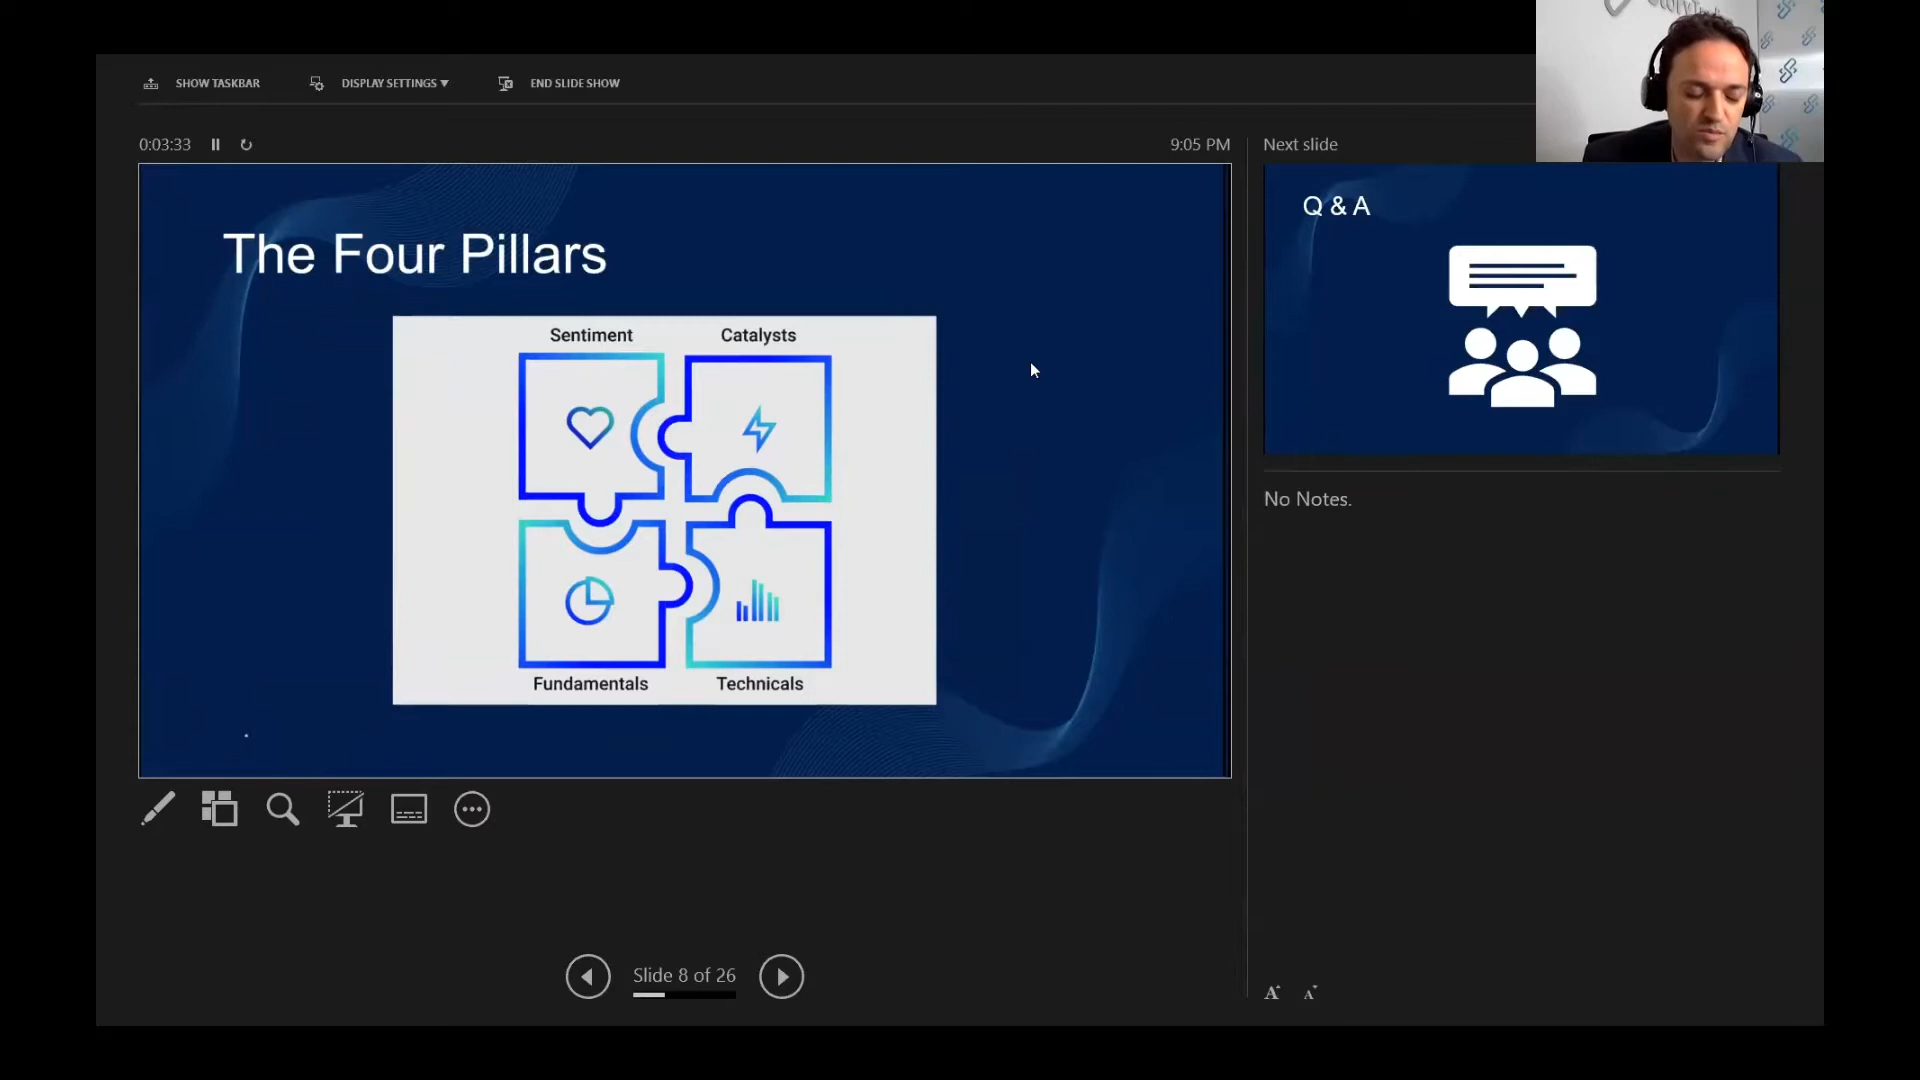 SHOW TASKBAR
DISPLAY SETTINGS
END SLIDE SHOW
0:03:33
9:05 PM
Next slide
The Four Pillars
Sentiment
Catalysts
Fundamentals
Technicals
Q & A
No Notes.
Slide 8 of 26
A A